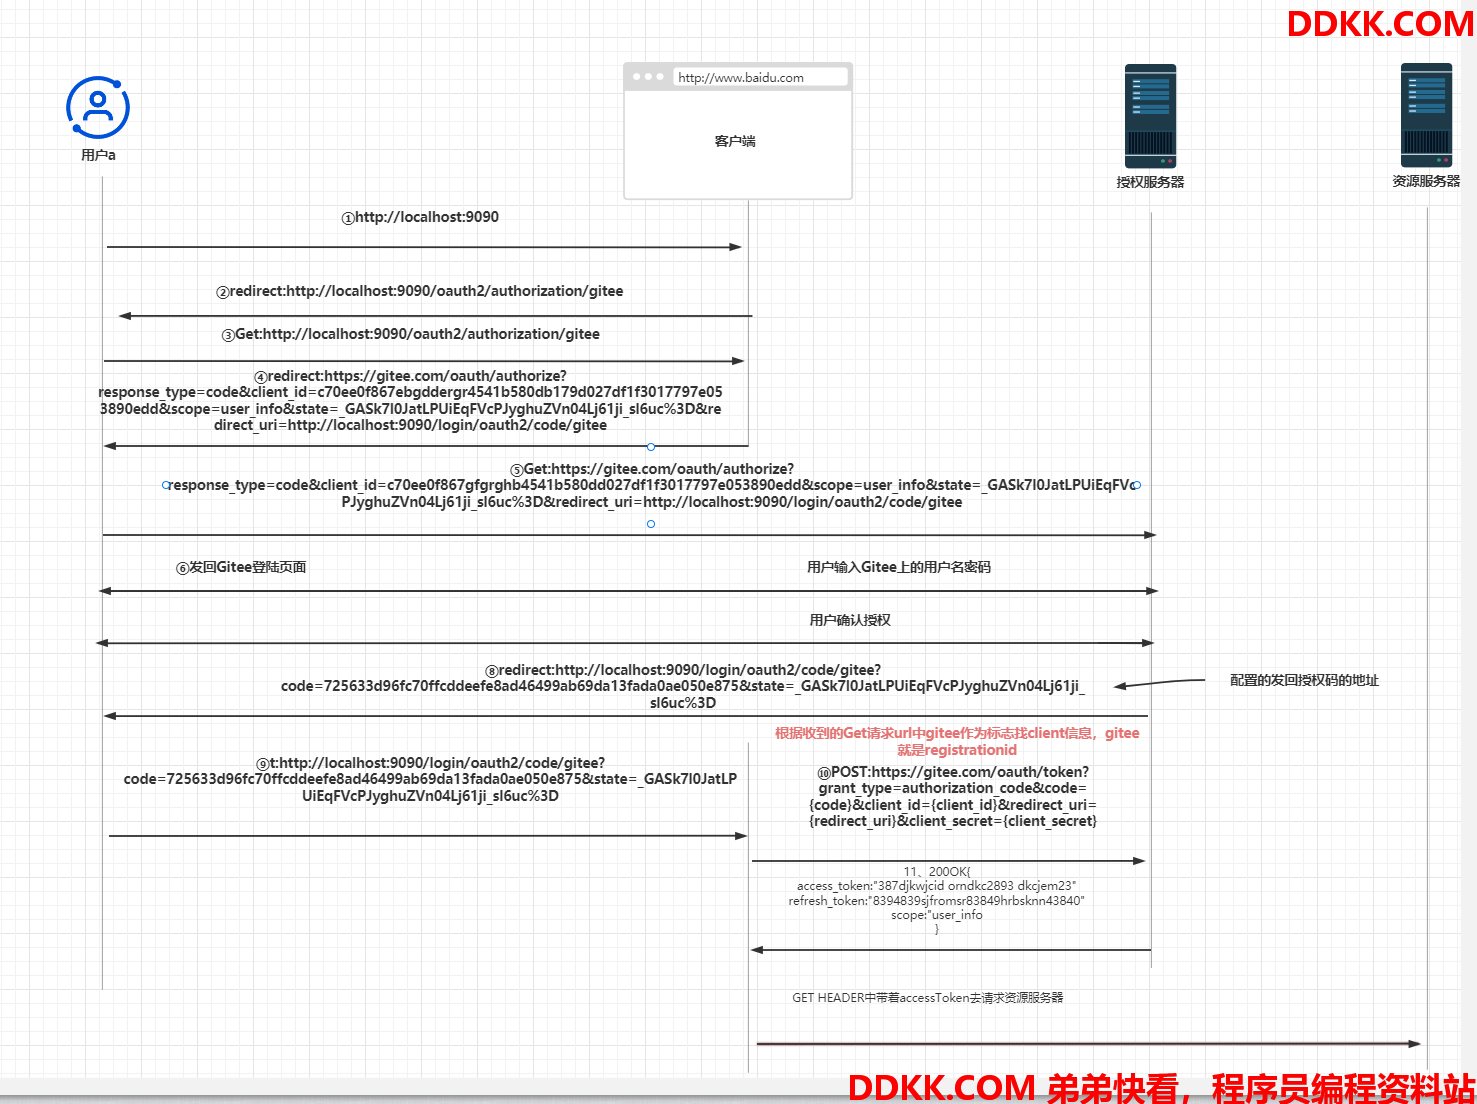 DDKK.COM
http://www.baidu.com
客户端
用户a
授权服务器
资源服务器
①http://localhost:9090
②redirect:http://localhost:9090/oauth2/authorization/gitee
③Get:http://localhost:9090/oauth2/authorization/gitee
④redirect:https://gitee.com/oauth/authorize?
response_type=code&client_id=c70ee0f867ebgddergr4541b580db179d027df1f3017797e05
3890edd&scope=user_info&state=_GASk7l0JatLPUiEqFVcPJyghuZVn04Lj61ji_sl6uc%3D&re
direct_uri=http://localhost:9090/login/oauth2/code/gitee
⑤Get:https://gitee.com/oauth/authorize?
response_type=code&client_id=c70ee0f867gfgrghb4541b580dd027df1f3017797e053890edd&scope=user_info&state=_GASk7l0JatLPUiEqFVc
PJyghuZVn04Lj61ji_sl6uc%3D&redirect_uri=http://localhost:9090/login/oauth2/code/gitee
⑥发回Gitee登陆页面
用户输入Gitee上的用户名密码
用户确认授权
⑧redirect:http://localhost:9090/login/oauth2/code/gitee?
code=725633d96fc70ffcddeefe8ad46499ab69da13fada0ae050e875&state=_GASk7l0JatLPUiEqFVcPJyghuZVn04Lj61ji_
sl6uc%3D
配置的发回授权码的地址
根据收到的Get请求url中gitee作为标志找client信息，gitee
就是registrationid
⑨t:http://localhost:9090/login/oauth2/code/gitee?
code=725633d96fc70ffcddeefe8ad46499ab69da13fada0ae050e875&state=_GASk7l0JatLP
UiEqFVcPJyghuZVn04Lj61ji_sl6uc%3D
⑩POST:https://gitee.com/oauth/token?
grant_type=authorization_code&code=
{code}&client_id={client_id}&redirect_uri=
{redirect_uri}&client_secret={client_secret}
11、200OK{
access_token:"387djkwjcid orndkc2893 dkcjem23"
refresh_token:"8394839sjfromsr83849hrbsknn43840"
scope:"user_info
}
GET HEADER中带着accessToken去请求资源服务器
DDKK.COM 弟弟快看，程序员编程资料站